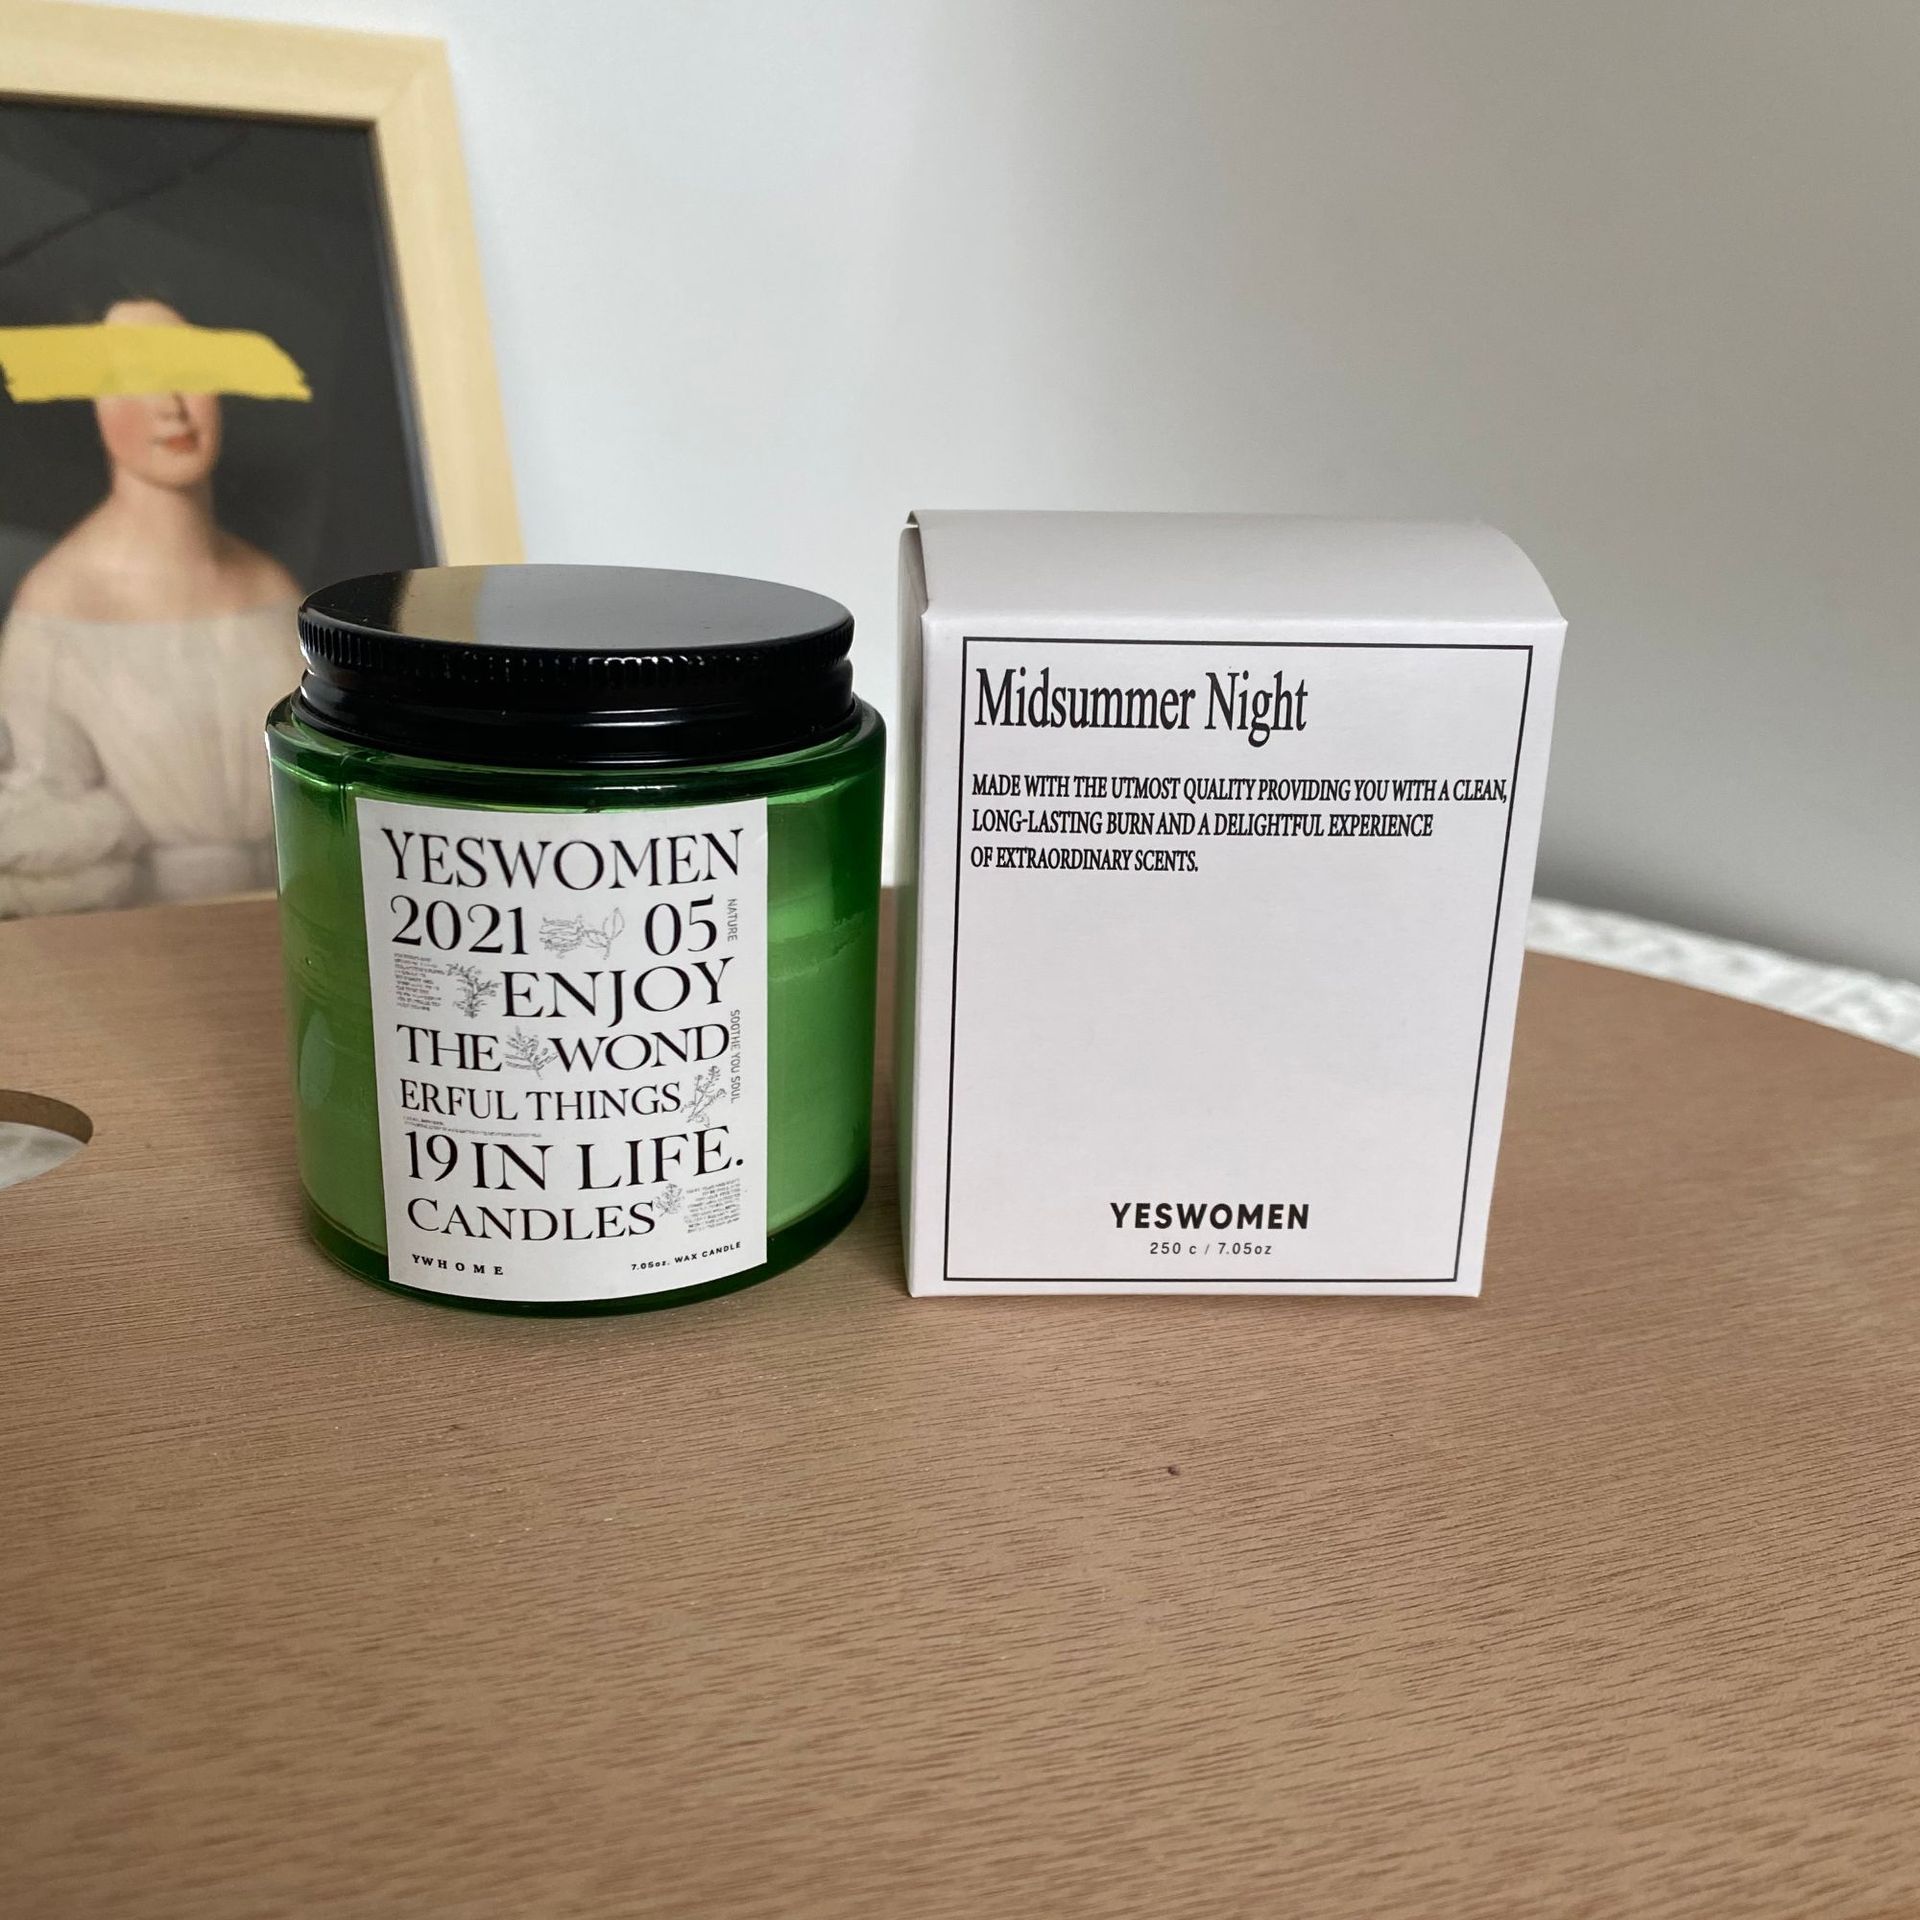 YESWOMEN
2021 05
NATURE
ENJOY
THE WOND
SOOTHE YOU SOUL
ERFUL THINGS
19 IN LIFE.
CANDLES
YWHOME
7.05oz. WAX CANDLE
Midsummer Night
MADE WITH THE UTMOST QUALITY PROVIDING YOU WITH A CLEAN,
LONG-LASTING BURN AND A DELIGHTFUL EXPERIENCE
OF EXTRAORDINARY SCENTS.
YESWOMEN
250 c / 7.05oz